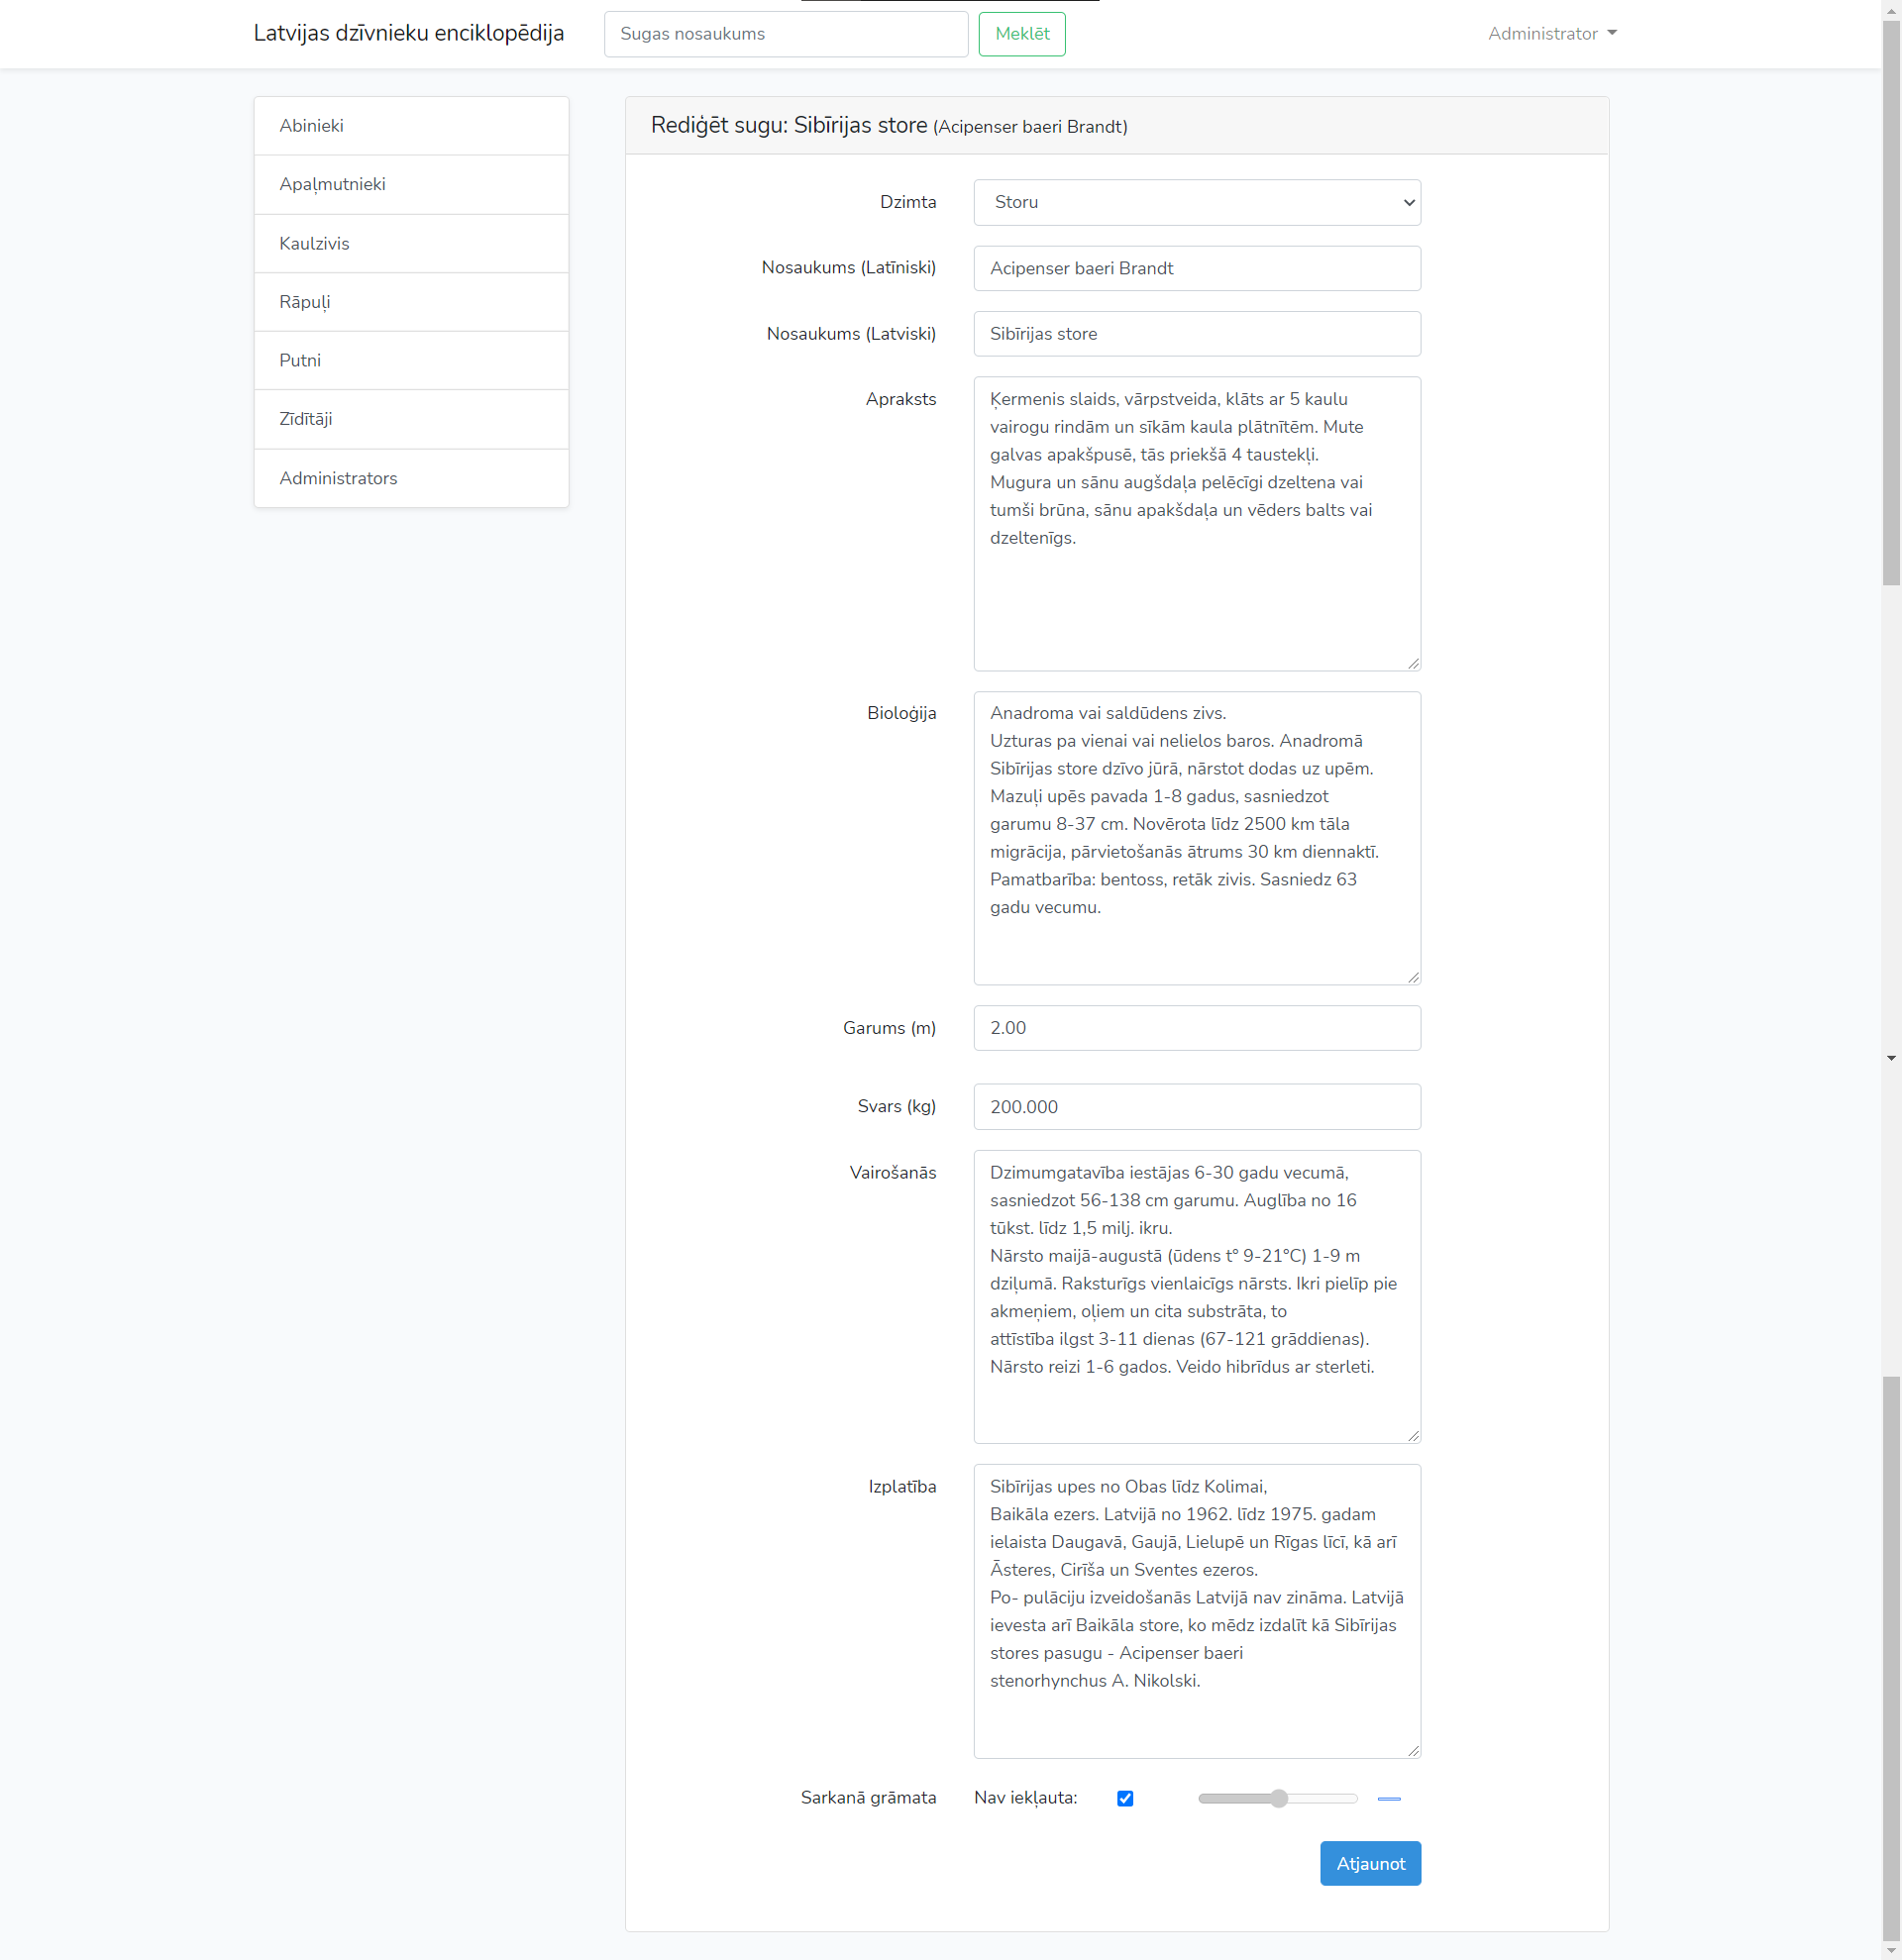 Latvijas dzīvnieku enciklopēdija
Sugas nosaukums
Meklēt
Administrator
Abinieki
Apaļmutnieki
Kaulzivis
Rāpuļi
Putni
Zīdītāji
Administrators
Rediģēt sugu: Sibīrijas store (Acipenser baeri Brandt)
Dzimta
Storu
Nosaukums (Latīniski)
Acipenser baeri Brandt
Nosaukums (Latviski)
Sibīrijas store
Apraksts
Ķermenis slaids, vārpstveida, klāts ar 5 kaulu
vairogu rindām un sīkām kaula plātnītēm. Mute
galvas apakšpusē, tās priekšā 4 taustekļi.
Mugura un sānu augšdaļa pelēcīgi dzeltena vai
tumši brūna, sānu apakšdaļa un vēders balts vai
dzeltenīgs.
Bioloģija
Anadroma vai saldūdens zivs.
Uzturas pa vienai vai nelielos baros. Anadromā
Sibīrijas store dzīvo jūrā, nārstot dodas uz upēm.
Mazuļi upēs pavada 1-8 gadus, sasniedzot
garumu 8-37 cm. Novērota līdz 2500 km tāla
migrācija, pārvietošanās ātrums 30 km diennaktī.
Pamatbarība: bentoss, retāk zivis. Sasniedz 63
gadu vecumu.
Garums (m)
2.00
Svars (kg)
200.000
Vairošanās
Dzimumgatavība iestājas 6-30 gadu vecumā,
sasniedzot 56-138 cm garumu. Auglība no 16
tūkst. līdz 1,5 milj. ikru.
Nārsto maijā-augustā (ūdens t° 9-21°C) 1-9 m
dziļumā. Raksturīgs vienlaicīgs nārsts. Ikri pielīp pie
akmeņiem, oļiem un cita substrāta, to
attīstība ilgst 3-11 dienas (67-121 grāddienas).
Nārsto reizi 1-6 gados. Veido hibrīdus ar sterleti.
Izplatība
Sibīrijas upes no Obas līdz Kolimai,
Baikāla ezers. Latvijā no 1962. līdz 1975. gadam
ielaista Daugavā, Gaujā, Lielupē un Rīgas līcī, kā arī
Āsteres, Cirīša un Sventes ezeros.
Po- pulāciju izveidošanās Latvijā nav zināma. Latvijā
ievesta arī Baikāla store, ko mēdz izdalīt kā Sibīrijas
stores pasugu - Acipenser baeri
stenorhynchus A. Nikolski.
Sarkanā grāmata
Nav iekļauta:
Atjaunot